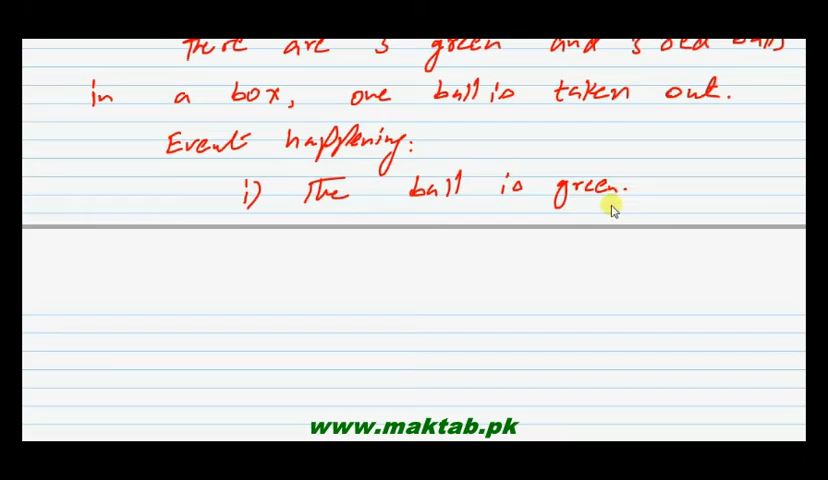 There are 3 green and 3 red balls
in a box, one ball is taken out.
Event happening:
i) The ball is green.
www.maktab.pk